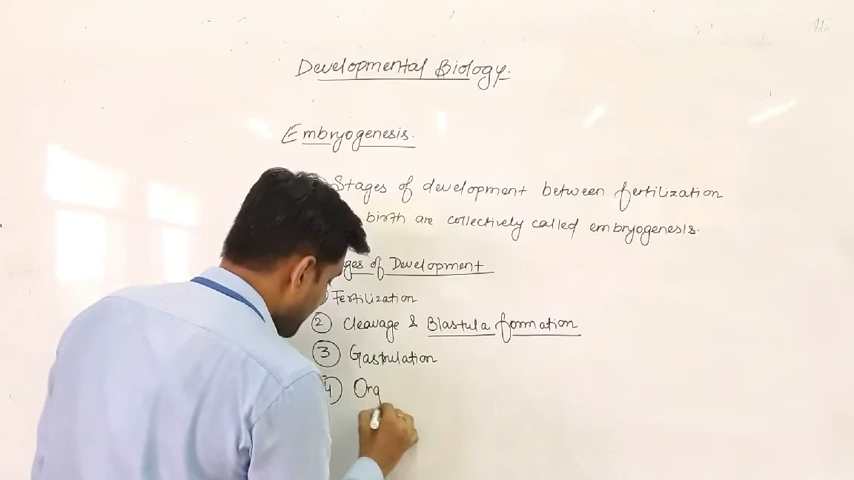 Developmental Biology.
Embryogenesis.
Stages of development between fertilization
birth are collectively called embryogenesis.
ges of Development
Fertilization
2 Cleavage & Blastula formation
3 Gastrulation
4 Org